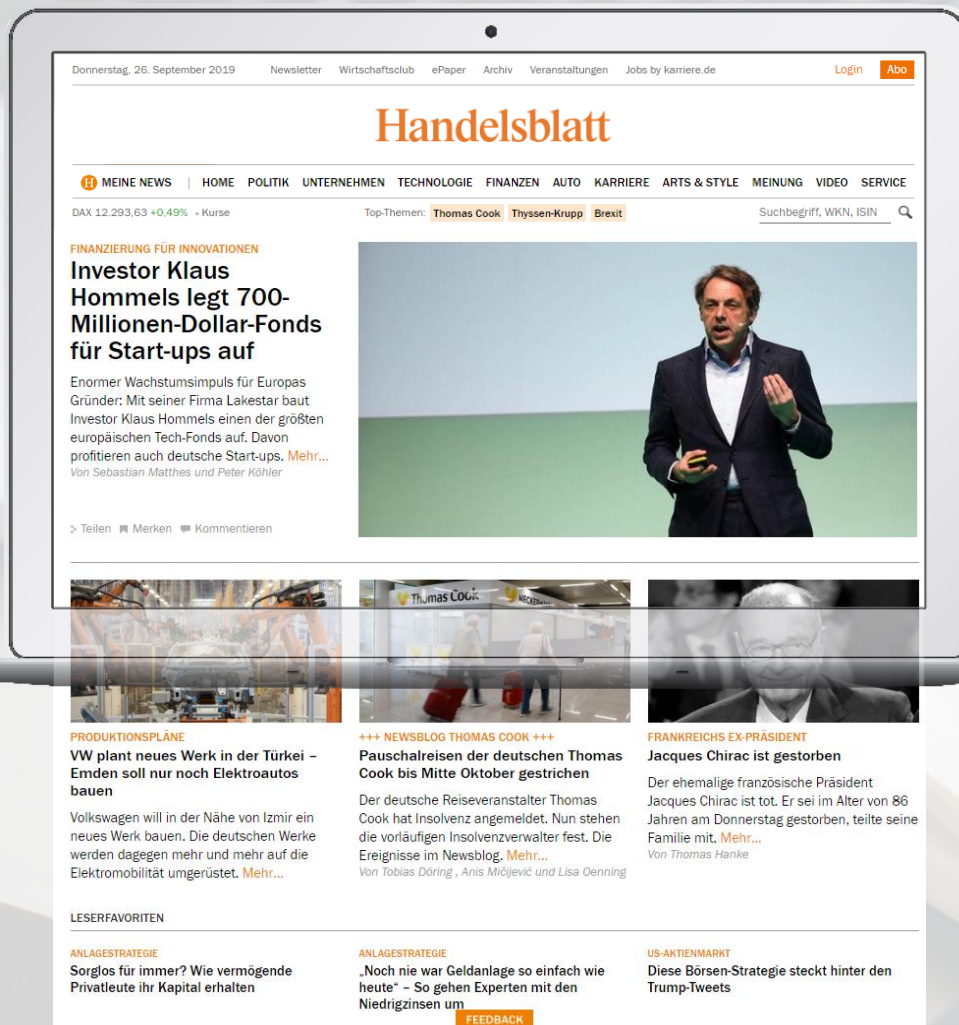 Donnerstag, 26. September 2019 Newsletter Wirtschaftsclub ePaper Archiv Veranstaltungen Jobs by karriere.de Login Abo
Handelsblatt
H MEINE NEWS | HOME POLITIK UNTERNEHMEN TECHNOLOGIE FINANZEN AUTO KARRIERE ARTS & STYLE MEINUNG VIDEO SERVICE
DAX 12.293,63 +0,49% • Kurse Top-Themen: Thomas Cook Thyssen-Krupp Brexit Suchbegriff, WKN, ISIN
FINANZIERUNG FÜR INNOVATIONEN
Investor Klaus
Hommels legt 700-
Millionen-Dollar-Fonds
für Start-ups auf
Enormer Wachstumsimpuls für Europas
Gründer: Mit seiner Firma Lakestar baut
Investor Klaus Hommels einen der größten
europäischen Tech-Fonds auf. Davon
profitieren auch deutsche Start-ups. Mehr...
Von Sebastian Matthes und Peter Köhler
Teilen Merken Kommentieren
Thomas Cook
PRODUKTIONSPLÄNE
VW plant neues Werk in der Türkei –
Emden soll nur noch Elektroautos
bauen
Volkswagen will in der Nähe von Izmir ein
neues Werk bauen. Die deutschen Werke
werden dagegen mehr und mehr auf die
Elektromobilität umgerüstet. Mehr...
+++ NEWSBLOG THOMAS COOK +++
Pauschalreisen der deutschen Thomas
Cook bis Mitte Oktober gestrichen
Der deutsche Reiseveranstalter Thomas
Cook hat Insolvenz angemeldet. Nun stehen
die vorläufigen Insolvenzverwalter fest. Die
Ereignisse im Newsblog. Mehr...
Von Tobias Döring , Anis Mičijević und Lisa Oenning
FRANKREICHS EX-PRÄSIDENT
Jacques Chirac ist gestorben
Der ehemalige französische Präsident
Jacques Chirac ist tot. Er sei im Alter von 86
Jahren am Donnerstag gestorben, teilte seine
Familie mit. Mehr...
Von Thomas Hanke
LESERFAVORITEN
ANLAGESTRATEGIE
Sorglos für immer? Wie vermögende
Privatleute ihr Kapital erhalten
ANLAGESTRATEGIE
„Noch nie war Geldanlage so einfach wie
heute“ – So gehen Experten mit den
Niedrigzinsen um
US-AKTIENMARKT
Diese Börsen-Strategie steckt hinter den
Trump-Tweets
FEEDBACK